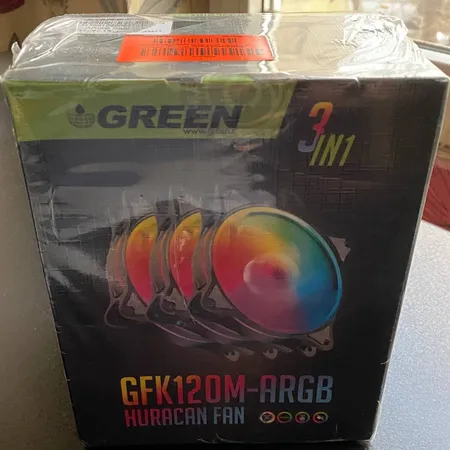 GREEN
3
IN1
GFK120M-ARGB
HURACAN FAN